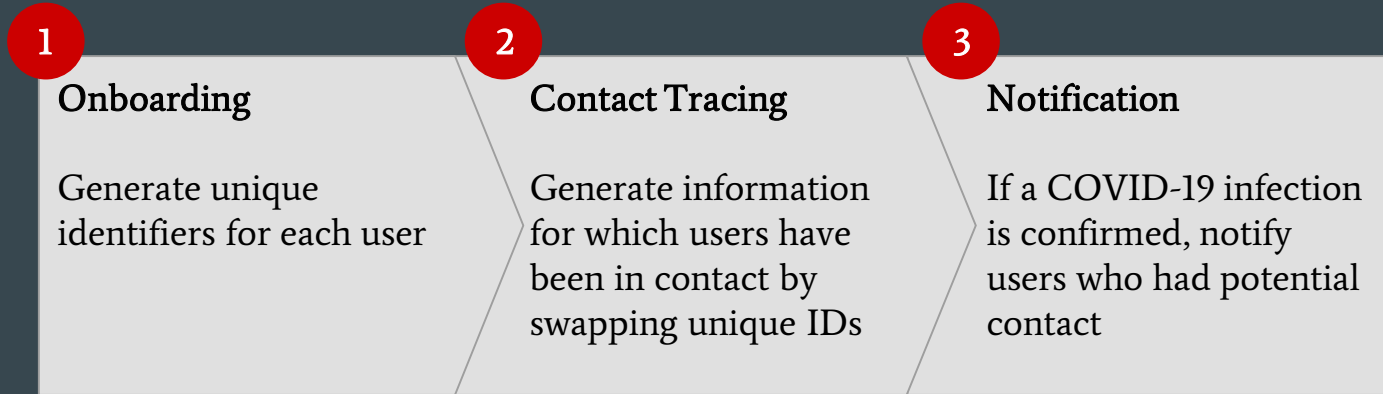 1
Onboarding
Generate unique
identifiers for each user
2
Contact Tracing
Generate information
for which users have
been in contact by
swapping unique IDs
3
Notification
If a COVID-19 infection
is confirmed, notify
users who had potential
contact